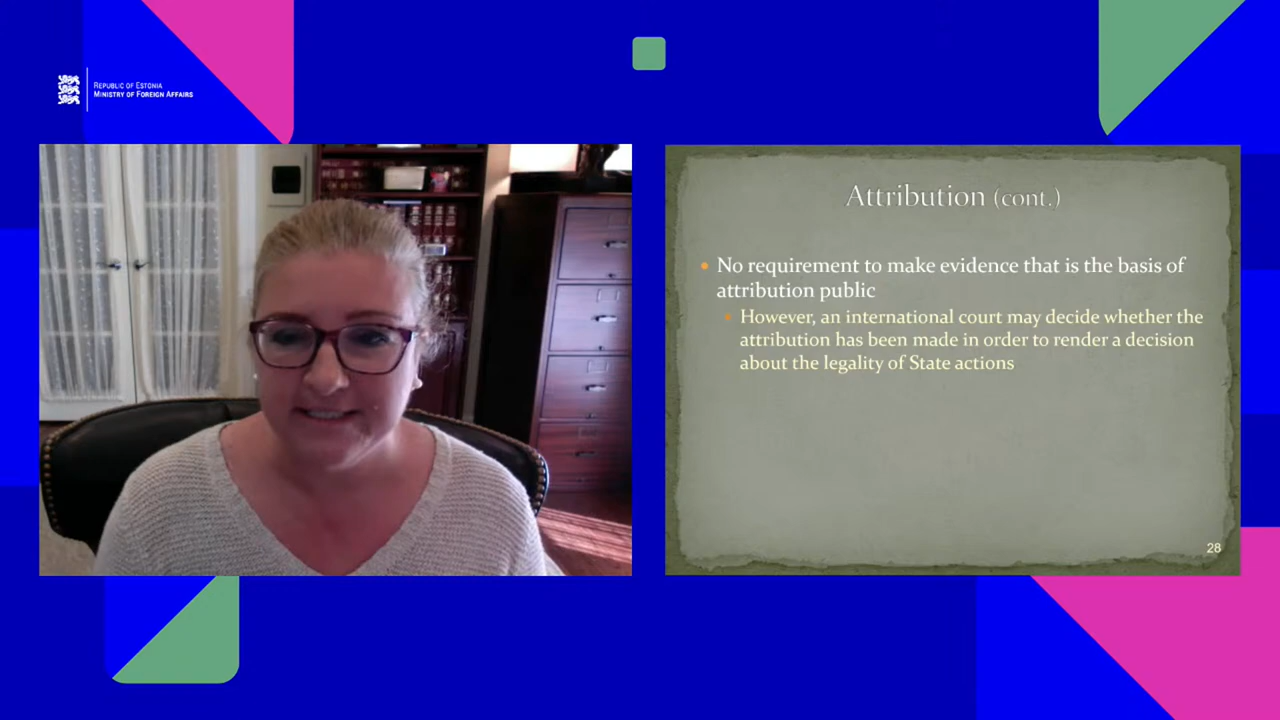 REPUBLIC OF ESTONIA
MINISTRY OF FOREIGN AFFAIRS
Attribution (cont.)
No requirement to make evidence that is the basis of
attribution public
However, an international court may decide whether the
attribution has been made in order to render a decision
about the legality of State actions
28